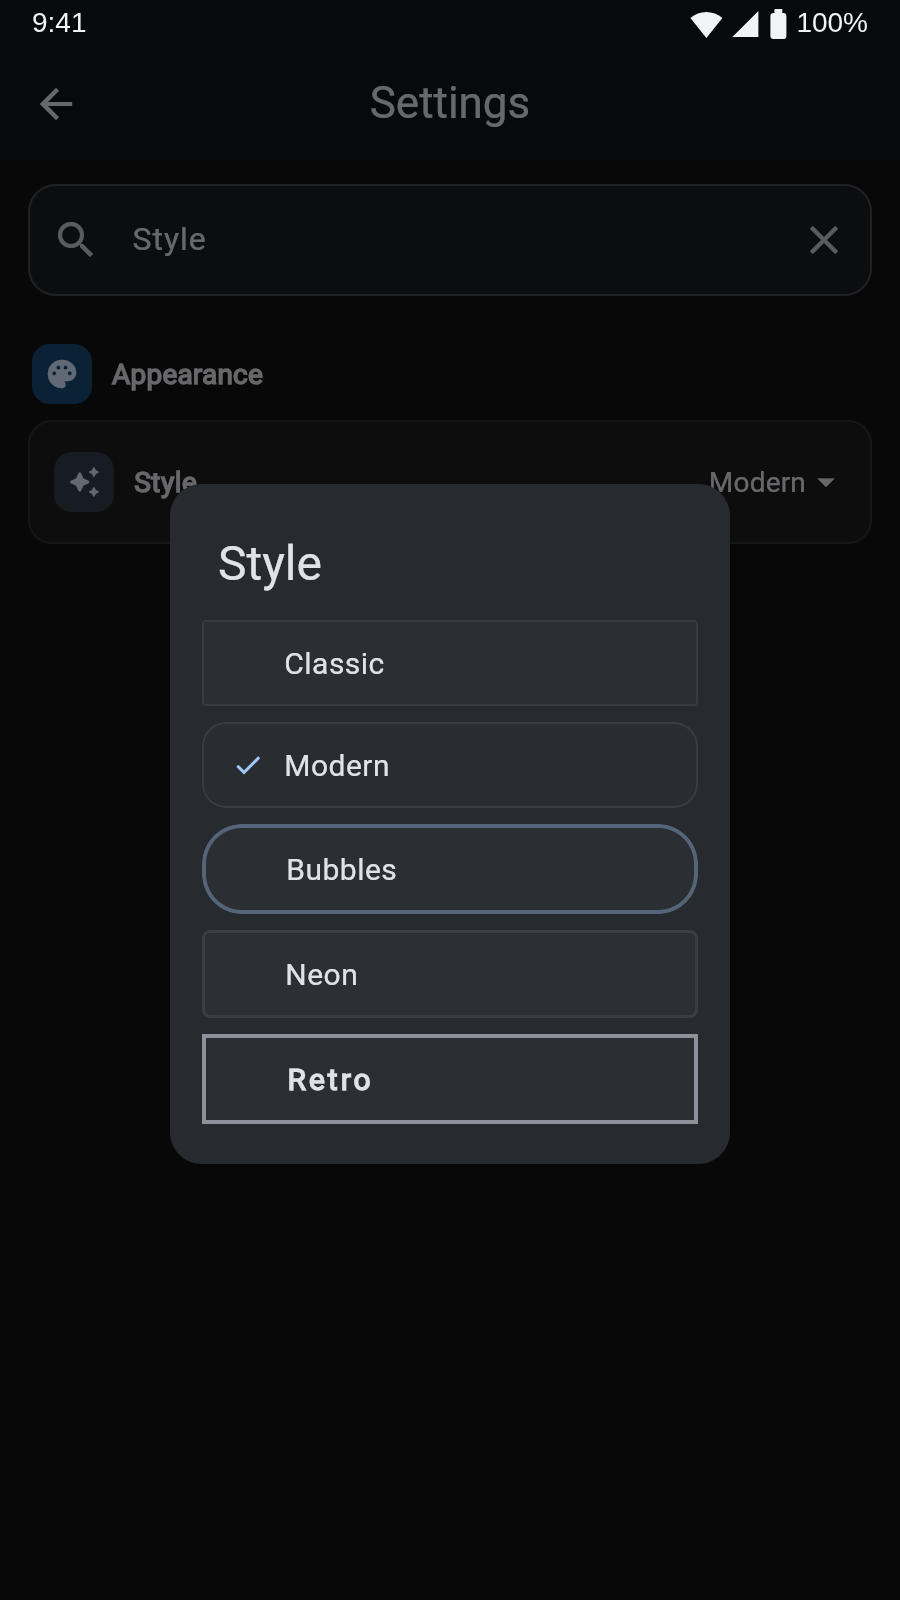 9:41 100%
Settings
Style
Appearance
Style Modern
Style
Classic
Modern
Bubbles
Neon
Retro